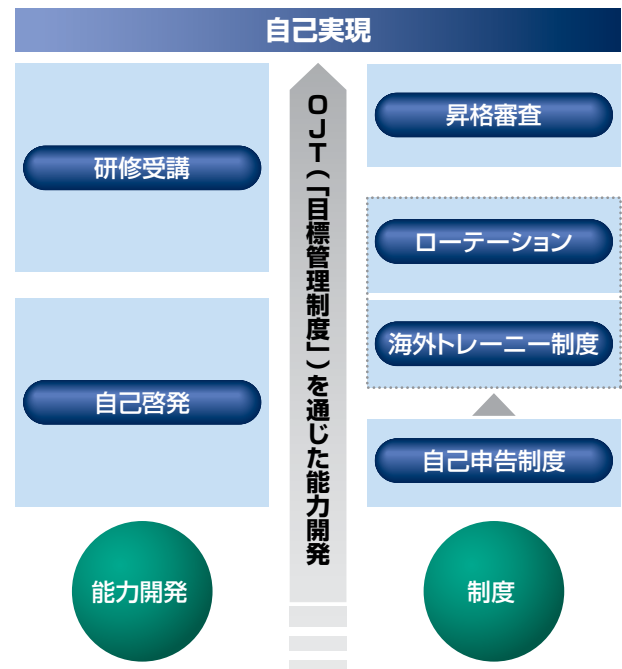 自己実現
研修受講
自己啓発
能力開発
OJT(「目標管理制度」)を通じた能力開発
昇格審査
ローテーション
海外トレーニー制度
自己申告制度
制度